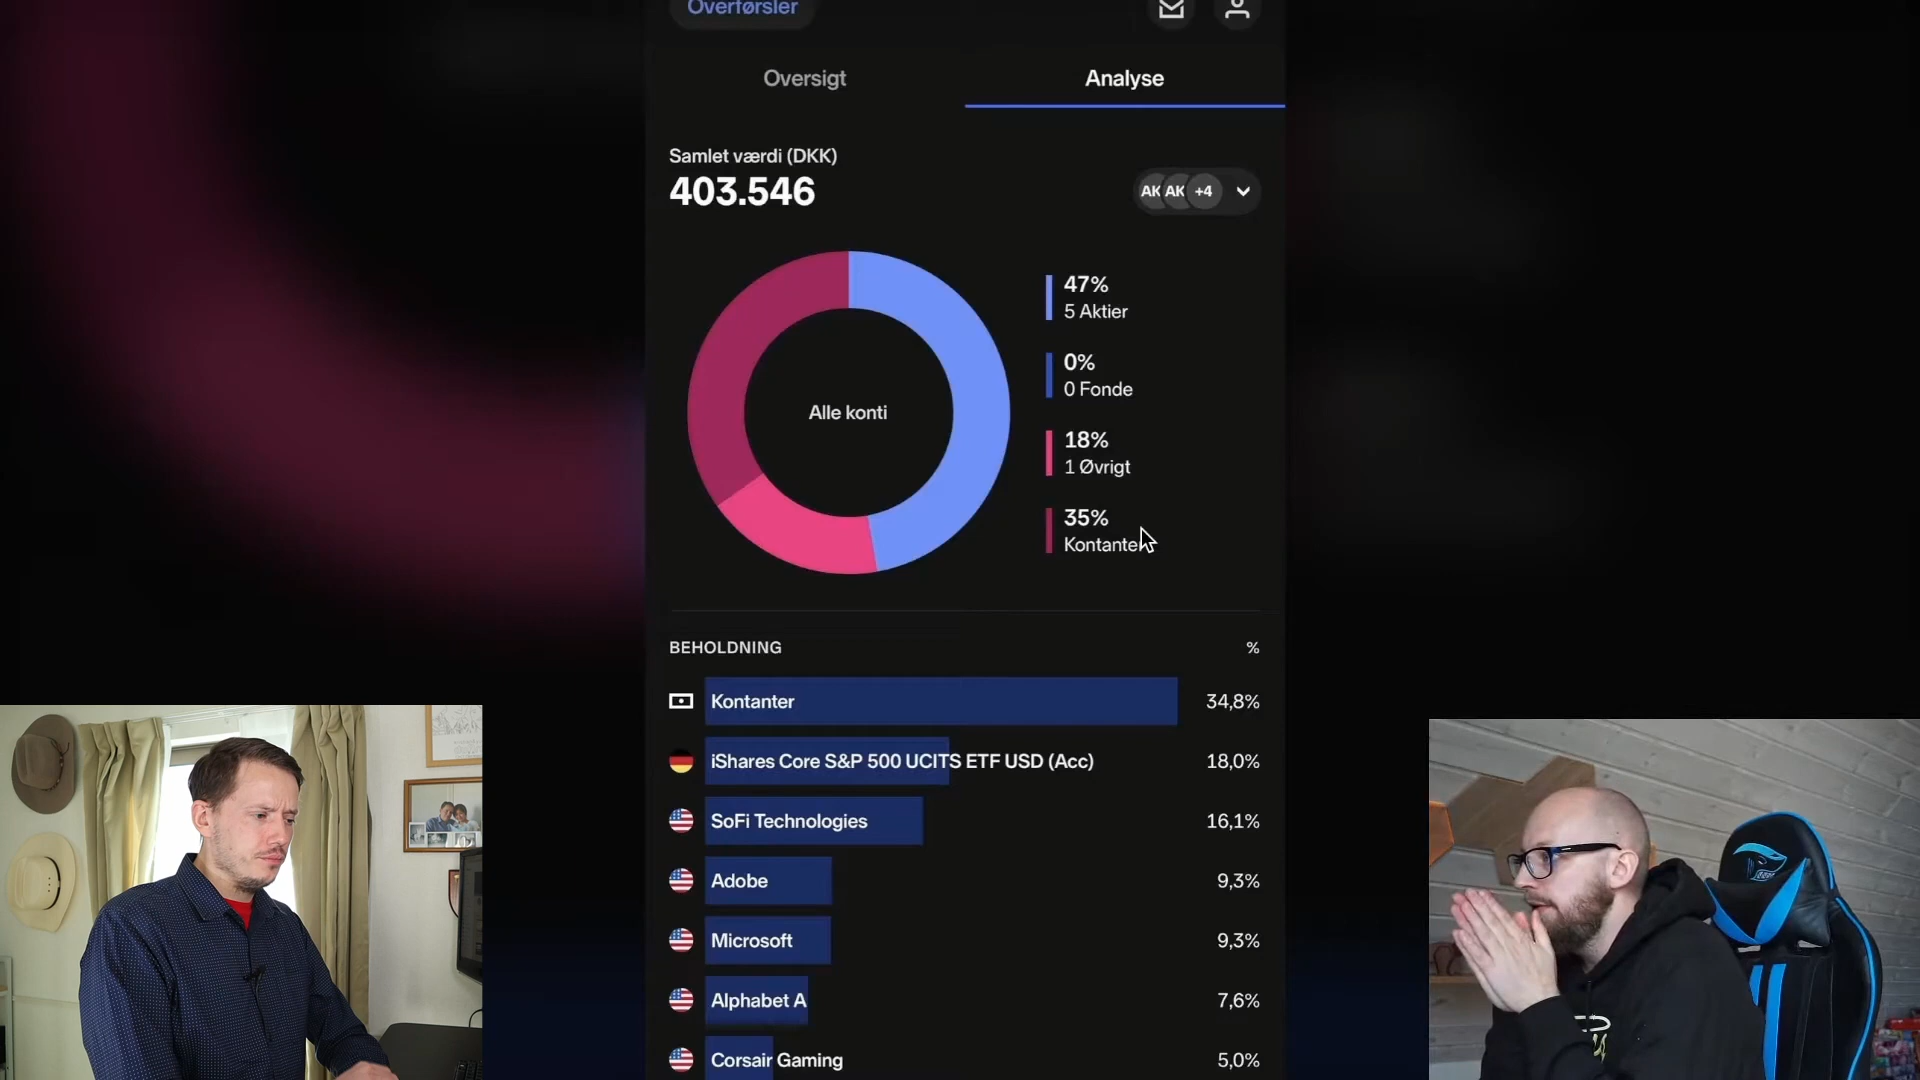 Overførsler
Oversigt
Analyse
Samlet værdi (DKK)
403.546
AK AK +4
47%
5 Aktier
0%
0 Fonde
18%
1 Øvrigt
35%
Kontanter
Alle konti
BEHOLDNING %
Kontanter 34,8%
iShares Core S&P 500 UCITS ETF USD (Acc) 18,0%
SoFi Technologies 16,1%
Adobe 9,3%
Microsoft 9,3%
Alphabet A 7,6%
Corsair Gaming 5,0%